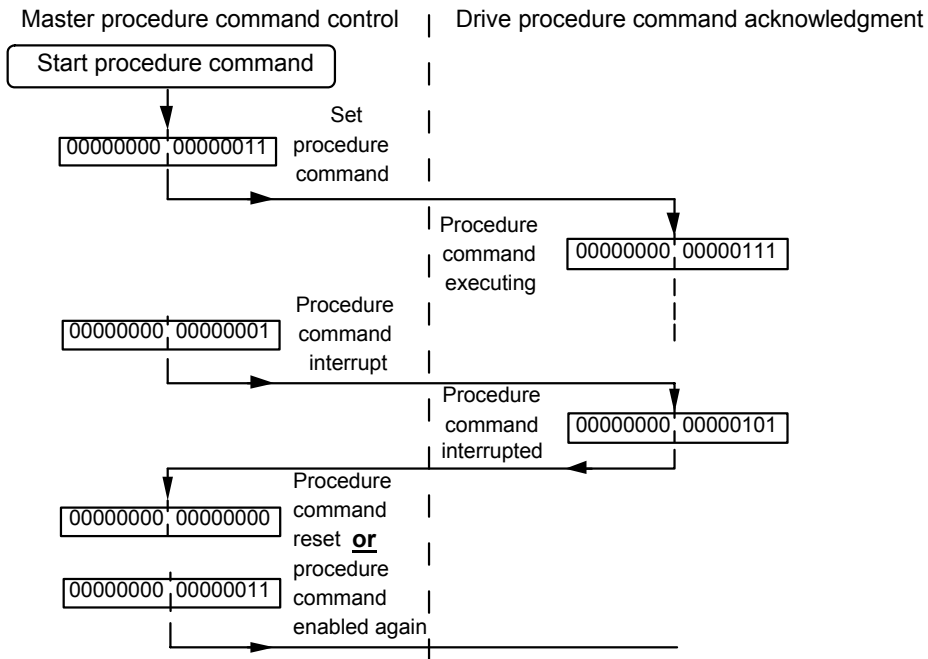 Master procedure command control
Drive procedure command acknowledgment
Start procedure command
00000000 00000011
Set
procedure
command
Procedure
command
executing
00000000 00000111
00000000 00000001
Procedure
command
interrupt
Procedure
command
interrupted
00000000 00000101
00000000 00000000
Procedure
command
reset or
00000000 00000011
procedure
command
enabled again